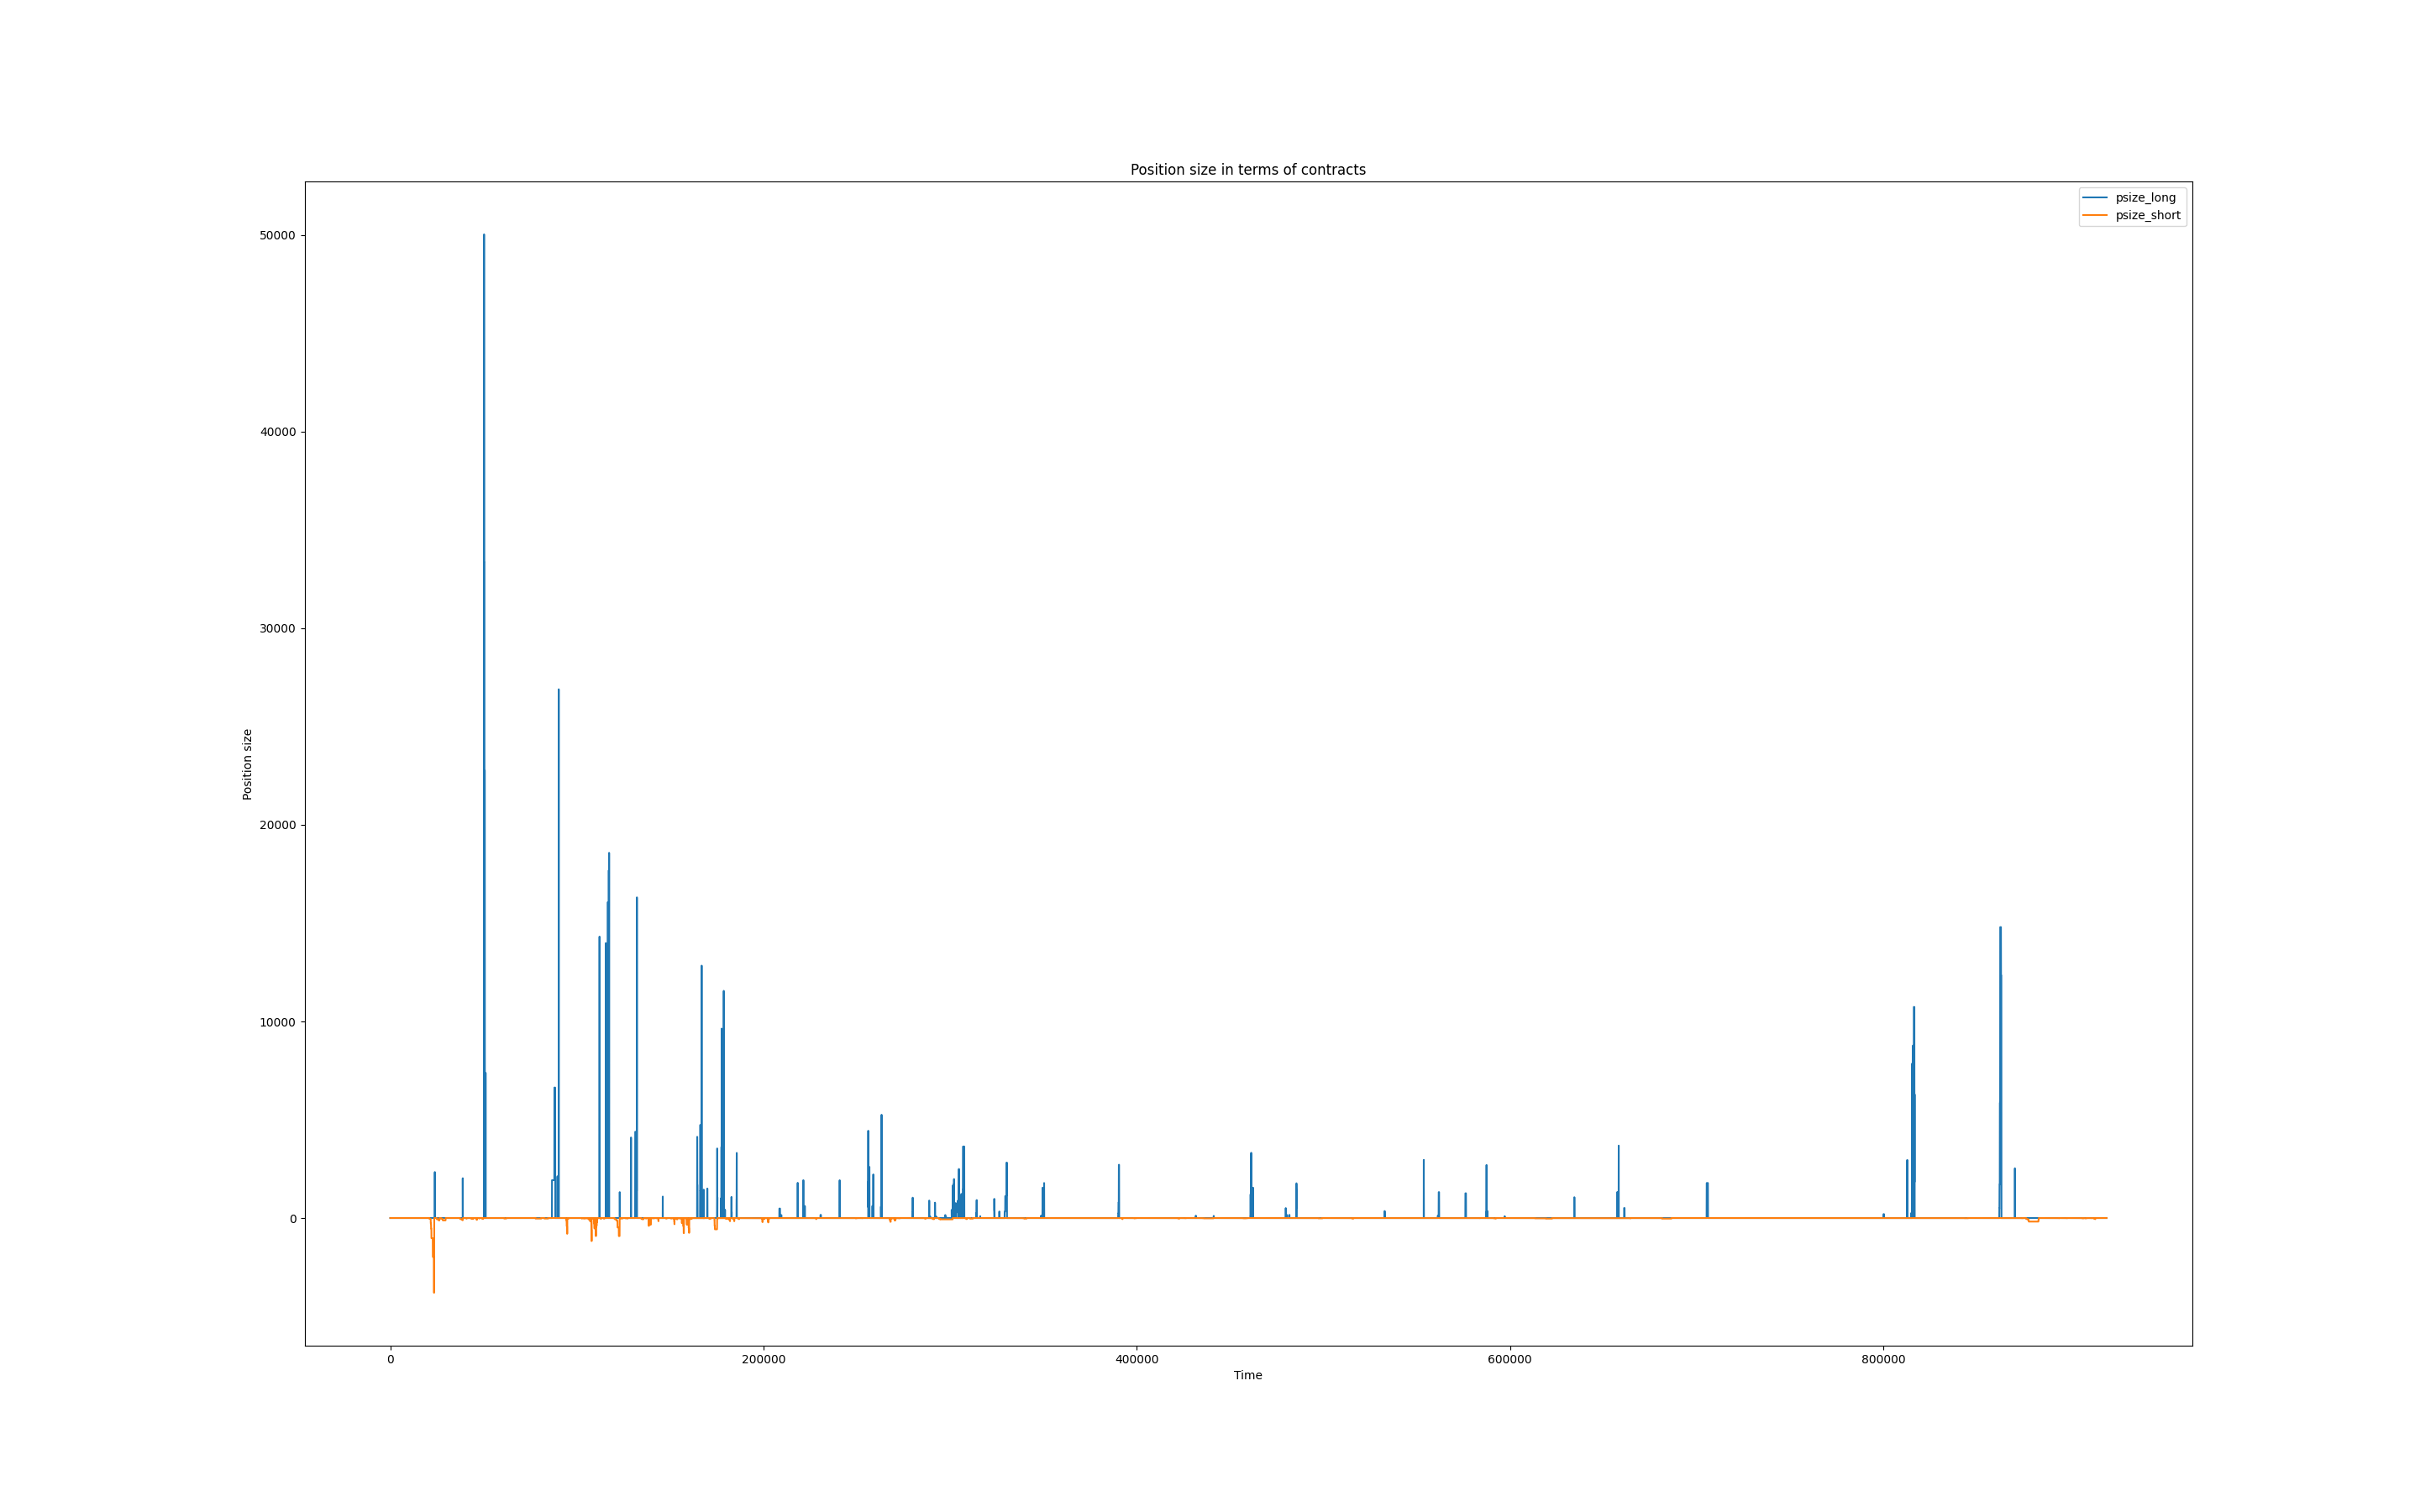 Position size in terms of contracts
psize_long
psize_short
50000
40000
30000
20000
10000
0
Position size
0 200000 400000 600000 800000
Time